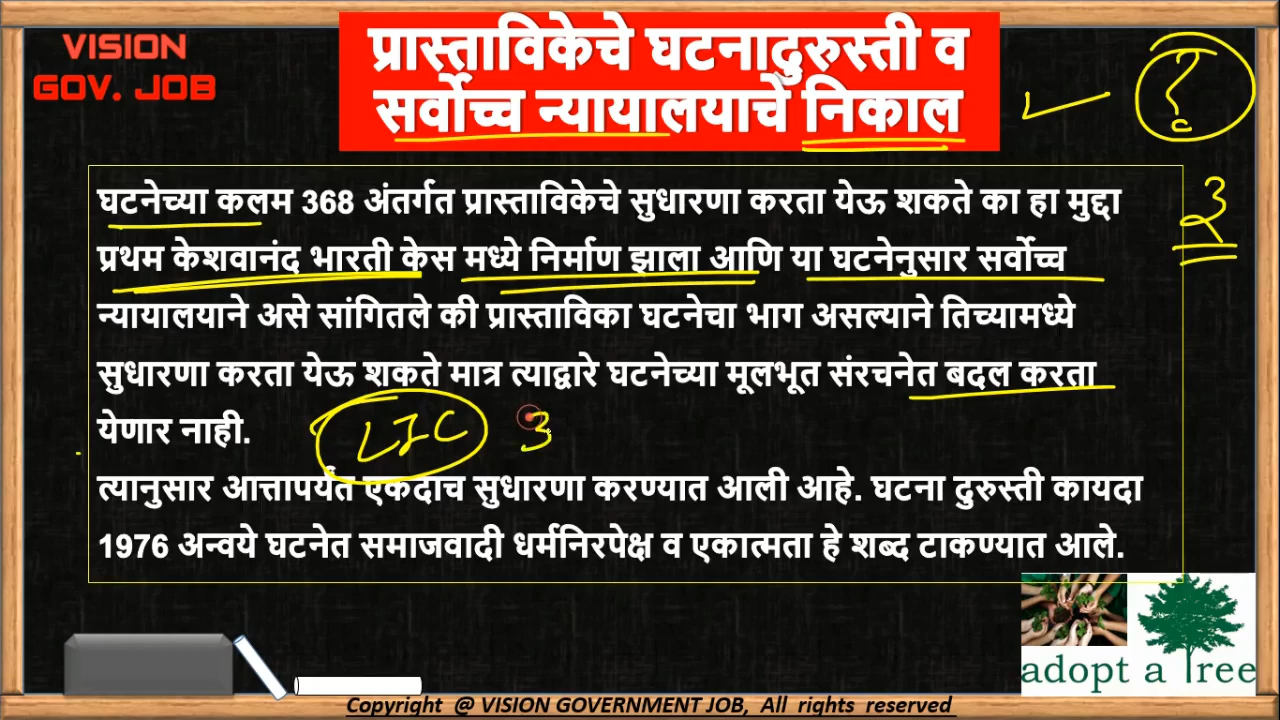 VISION
GOV. JOB
प्रास्ताविकेचे घटनादुरुस्ती व
सर्वोच्च न्यायालयाचे निकाल
?
३
घटनेच्या कलम 368 अंतर्गत प्रास्ताविकेचे सुधारणा करता येऊ शकते का हा मुद्दा
प्रथम केशवानंद भारती केस मध्ये निर्माण झाला आणि या घटनेनुसार सर्वोच्च
न्यायालयाने असे सांगितले की प्रास्ताविका घटनेचा भाग असल्याने तिच्यामध्ये
सुधारणा करता येऊ शकते मात्र त्याद्वारे घटनेच्या मूलभूत संरचनेत बदल करता
येणार नाही.
LIC 3
त्यानुसार आत्तापर्यंत एकदाच सुधारणा करण्यात आली आहे. घटना दुरुस्ती कायदा
1976 अन्वये घटनेत समाजवादी धर्मनिरपेक्ष व एकात्मता हे शब्द टाकण्यात आले.
adopt a Tree
Copyright @ VISION GOVERNMENT JOB, All rights reserved